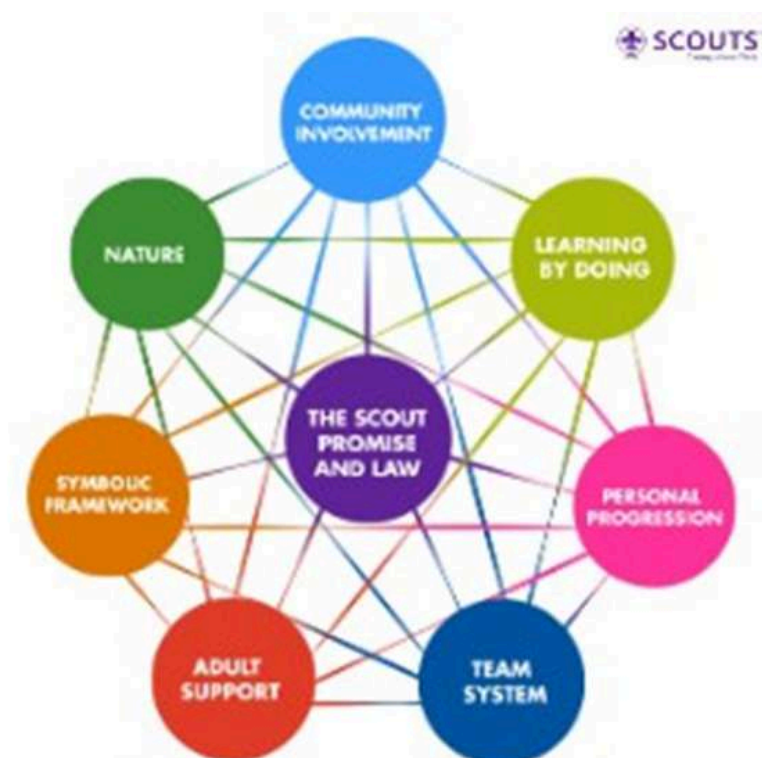 SCOUTS
COMMUNITY
INVOLVEMENT
NATURE
LEARNING
BY DOING
THE SCOUT
PROMISE
AND LAW
SYMBOLIC
FRAMEWORK
PERSONAL
PROGRESSION
ADULT
SUPPORT
TEAM
SYSTEM